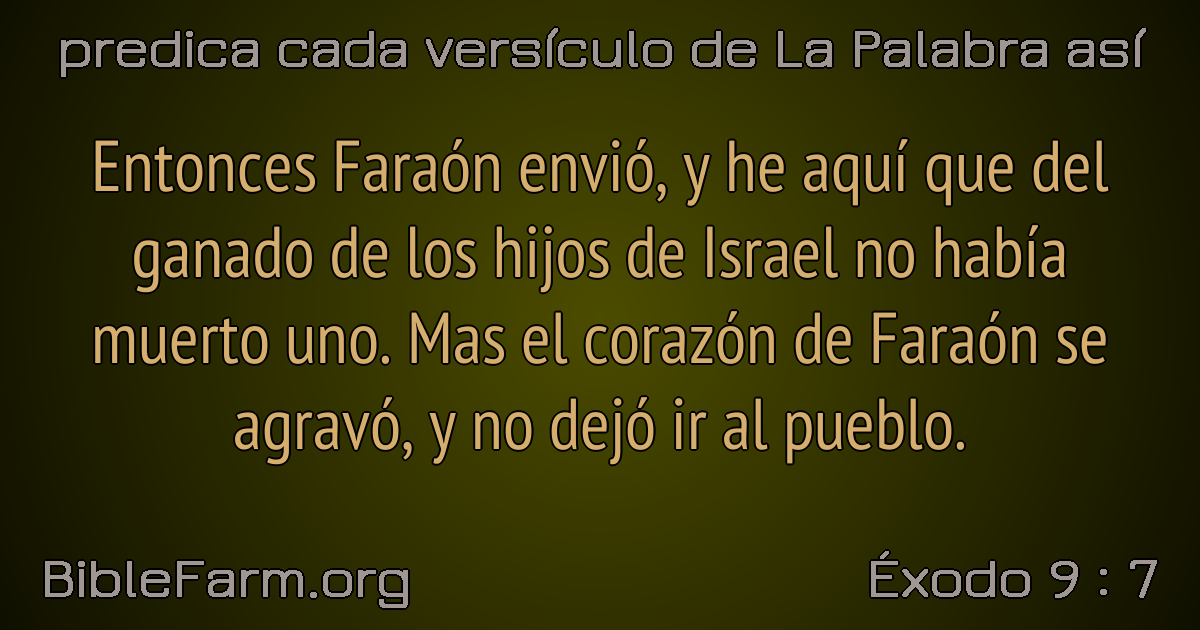 predica cada versículo de La Palabra así
Entonces Faraón envió, y he aquí que del
ganado de los hijos de Israel no había
muerto uno. Mas el corazón de Faraón se
agravó, y no dejó ir al pueblo.
BibleFarm.org
Éxodo 9 : 7